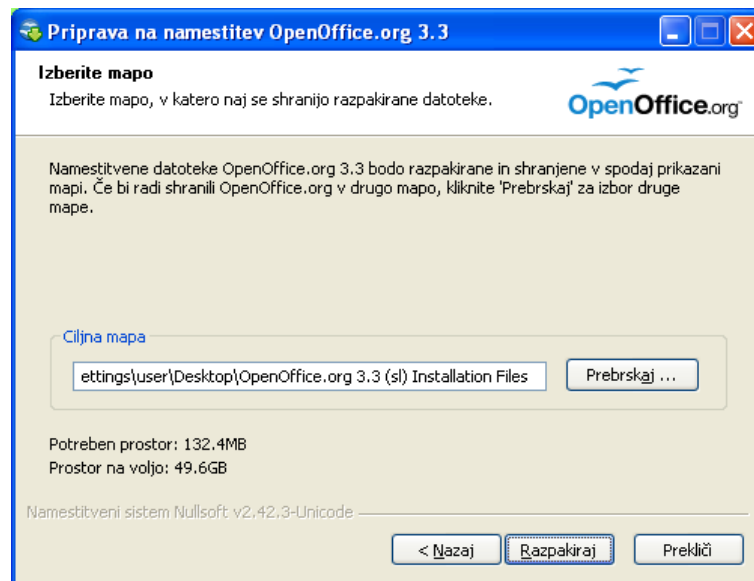 Priprava na namestitev OpenOffice.org 3.3
Izberite mapo
Izberite mapo, v katero naj se shranijo razpakirane datoteke.
OpenOffice.org
Namestitvene datoteke OpenOffice.org 3.3 bodo razpakirane in shranjene v spodaj prikazani
mapi. Če bi radi shranili OpenOffice.org v drugo mapo, kliknite 'Prebrskaj' za izbor druge
mape.
Ciljna mapa
ettings\user\Desktop\OpenOffice.org 3.3 (sl) Installation Files
Prebrskaj ...
Potreben prostor: 132.4MB
Prostor na voljo: 49.6GB
Namestitveni sistem Nullsoft v2.42.3-Unicode
< Nazaj
Razpakiraj
Prekliči